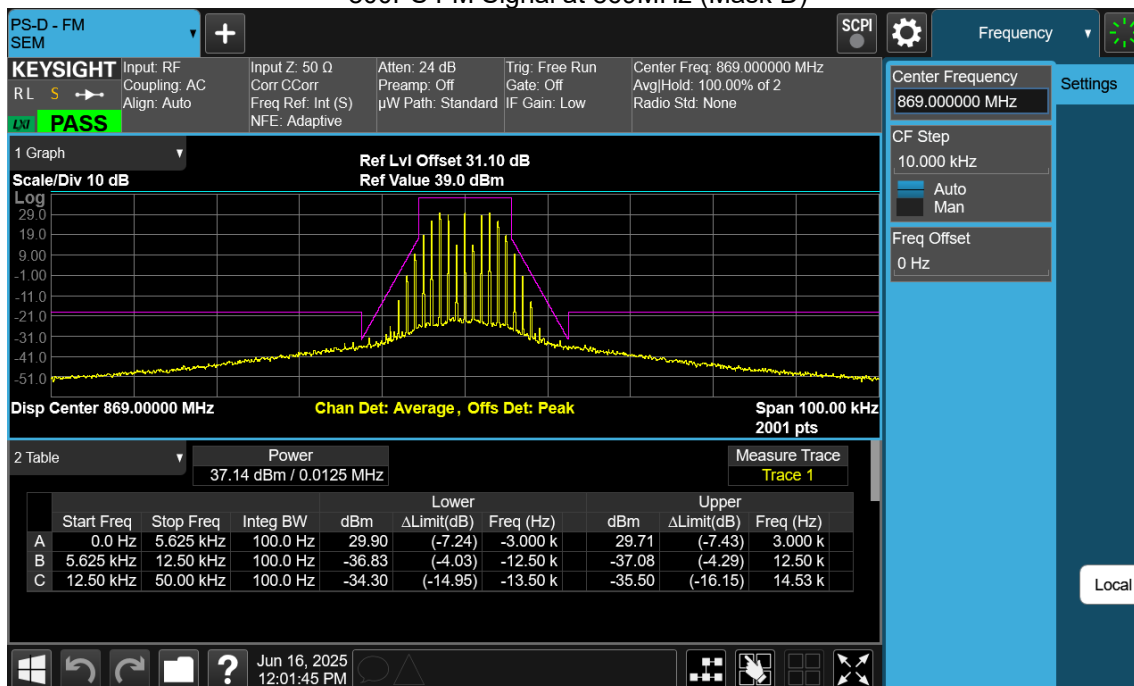 PS-D - FM
SEM
+
SCPI
Frequency
KEYSIGHT
RL S
LXI PASS
Input: RF
Coupling: AC
Align: Auto
Input Z: 50 Ω
Corr CCorr
Freq Ref: Int (S)
NFE: Adaptive
Atten: 24 dB
Preamp: Off
µW Path: Standard
Trig: Free Run
Gate: Off
IF Gain: Low
Center Freq: 869.000000 MHz
Avg|Hold: 100.00% of 2
Radio Std: None
Center Frequency
869.000000 MHz
Settings
CF Step
10.000 kHz
Auto
Man
Freq Offset
0 Hz
1 Graph
Scale/Div 10 dB
Ref Lvl Offset 31.10 dB
Ref Value 39.0 dBm
Log
29.0
19.0
9.00
-1.00
-11.0
-21.0
-31.0
-41.0
-51.0
Disp Center 869.00000 MHz
Chan Det: Average , Offs Det: Peak
Span 100.00 kHz
2001 pts
2 Table
Power
37.14 dBm / 0.0125 MHz
Measure Trace
Trace 1
Lower Upper
Start Freq Stop Freq Integ BW dBm ΔLimit(dB) Freq (Hz) dBm ΔLimit(dB) Freq (Hz)
A 0.0 Hz 5.625 kHz 100.0 Hz 29.90 (-7.24) -3.000 k 29.71 (-7.43) 3.000 k
B 5.625 kHz 12.50 kHz 100.0 Hz -36.83 (-4.03) -12.50 k -37.08 (-4.29) 12.50 k
C 12.50 kHz 50.00 kHz 100.0 Hz -34.30 (-14.95) -13.50 k -35.50 (-16.15) 14.53 k
Local
?
Jun 16, 2025
12:01:45 PM